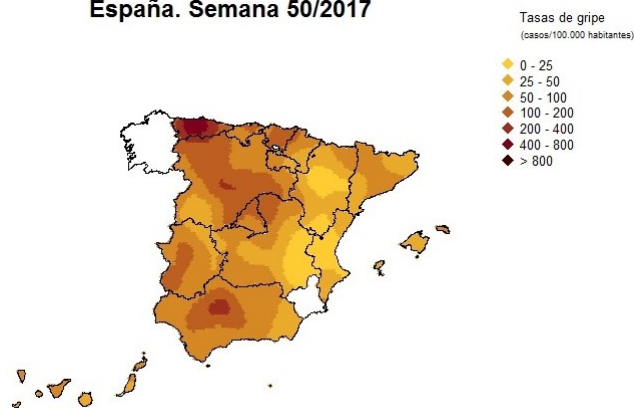 España. Semana 50/2017
Tasas de gripe
(casos/100.000 habitantes)
0 - 25
25 - 50
50 - 100
100 - 200
200 - 400
400 - 800
> 800